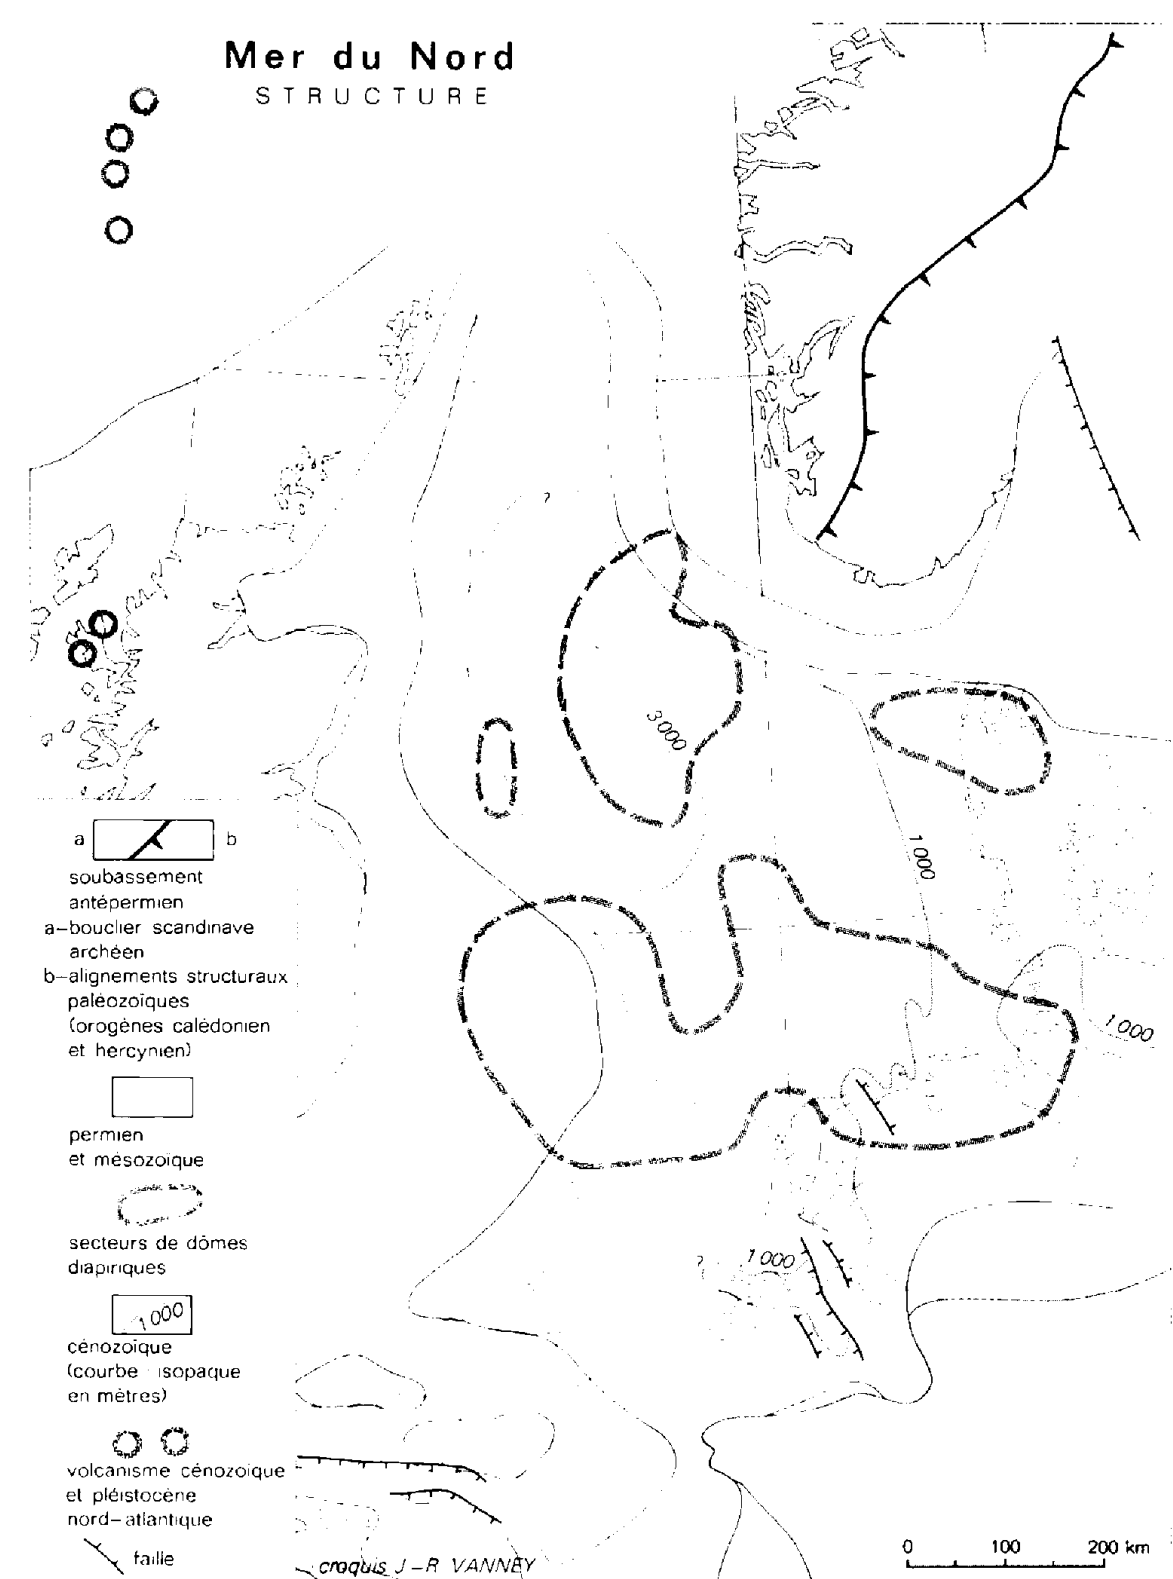 Mer du Nord
STRUCTURE
?
3000
1000
1000
?
1000
a b
soubassement
antépermien
a–bouclier scandinave
archéen
b–alignements structuraux
paléozoïques
(orogènes calédonien
et hercynien)
permien
et mésozoïque
secteurs de dômes
diapiriques
1000
cénozoïque
(courbe isopaque
en mètres)
volcanisme cénozoïque
et pléistocène
nord–atlantique
faille
croquis J–R VANNEY
0 100 200 km